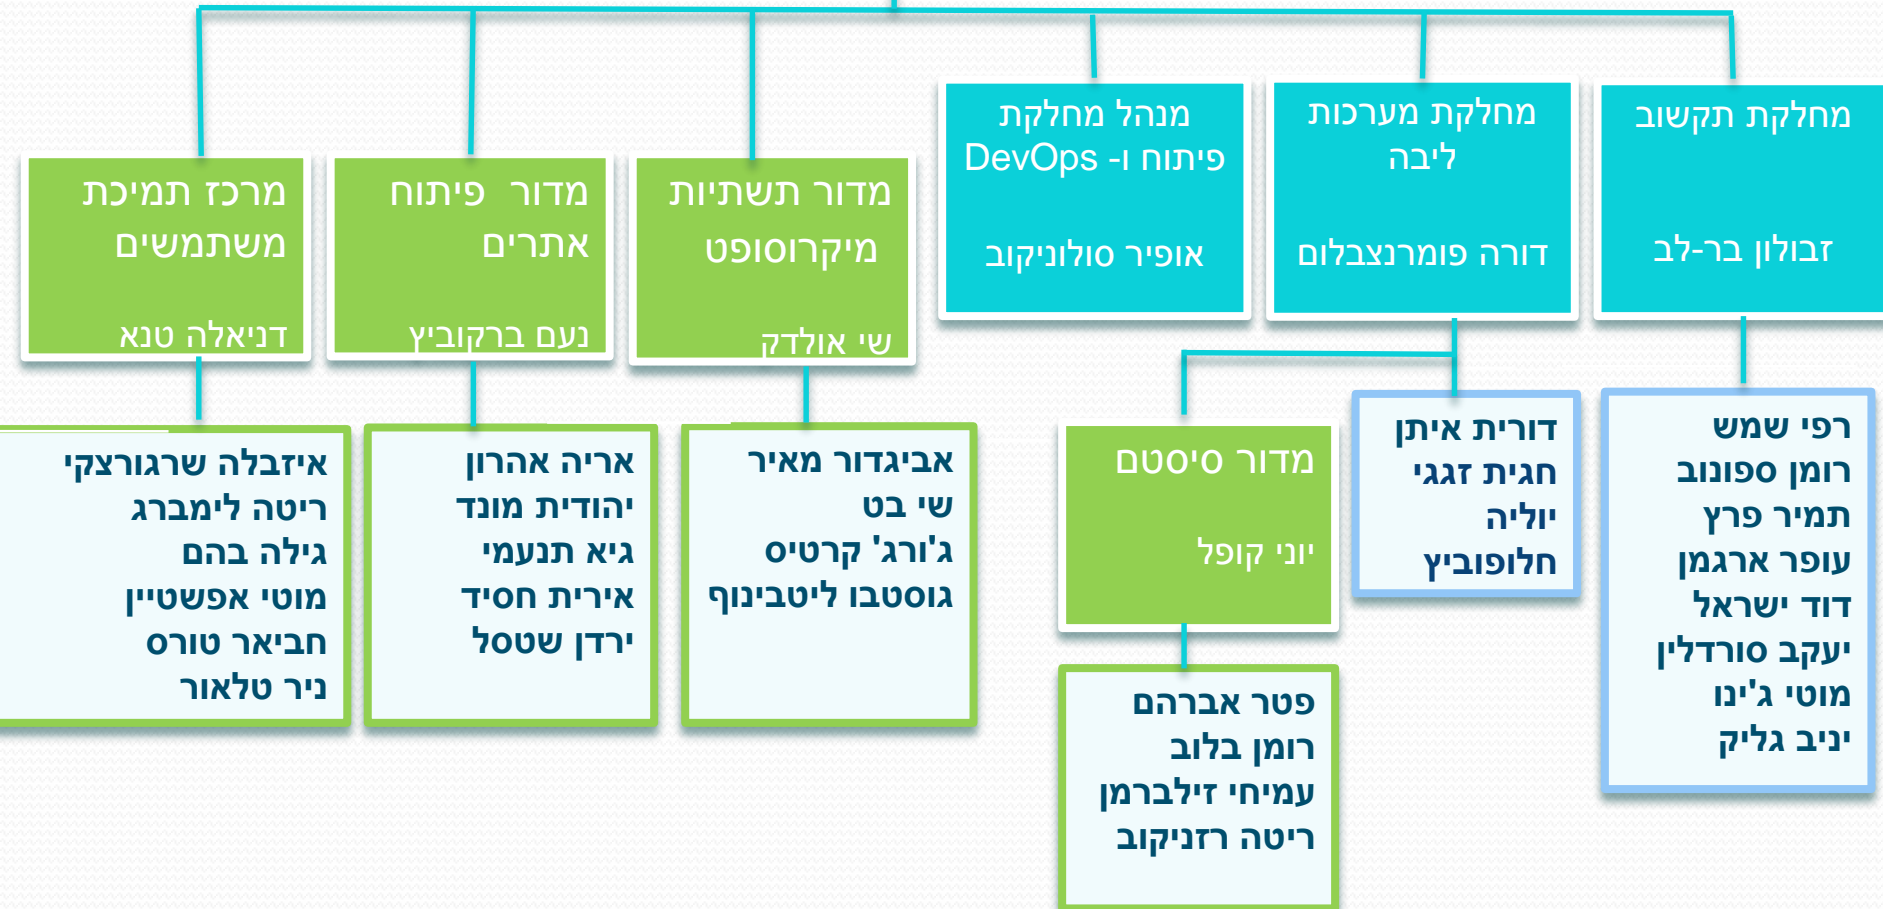 מחלקת תקשוב
זבולון בר-לב
רפי שמש
רומן ספונוב
תמיר פרץ
עופר ארגמן
דוד ישראל
יעקב סורדלין
מוטי ג'ינו
יניב גליק
מחלקת מערכות
ליבה
דורה פומרנצבלום
דורית איתן
חגית זגגי
יוליה
חלופוביץ
מדור סיסטם
יוני קופל
פטר אברהם
רומן בלוב
עמיחי זילברמן
ריטה רזניקוב
מנהל מחלקת
פיתוח ו- DevOps
אופיר סולוניקוב
מדור תשתיות
מיקרוסופט
שי אולדק
אביגדור מאיר
שי בט
ג'ורג' קרטיס
גוסטבו ליטבינוף
מדור פיתוח
אתרים
נעם ברקוביץ
אריה אהרון
יהודית מונד
גיא תנעמי
אירית חסיד
ירדן שטסל
מרכז תמיכת
משתמשים
דניאלה טנא
איזבלה שרגורצקי
ריטה לימברג
גילה בהם
מוטי אפשטיין
חביאר טורס
ניר טלאור